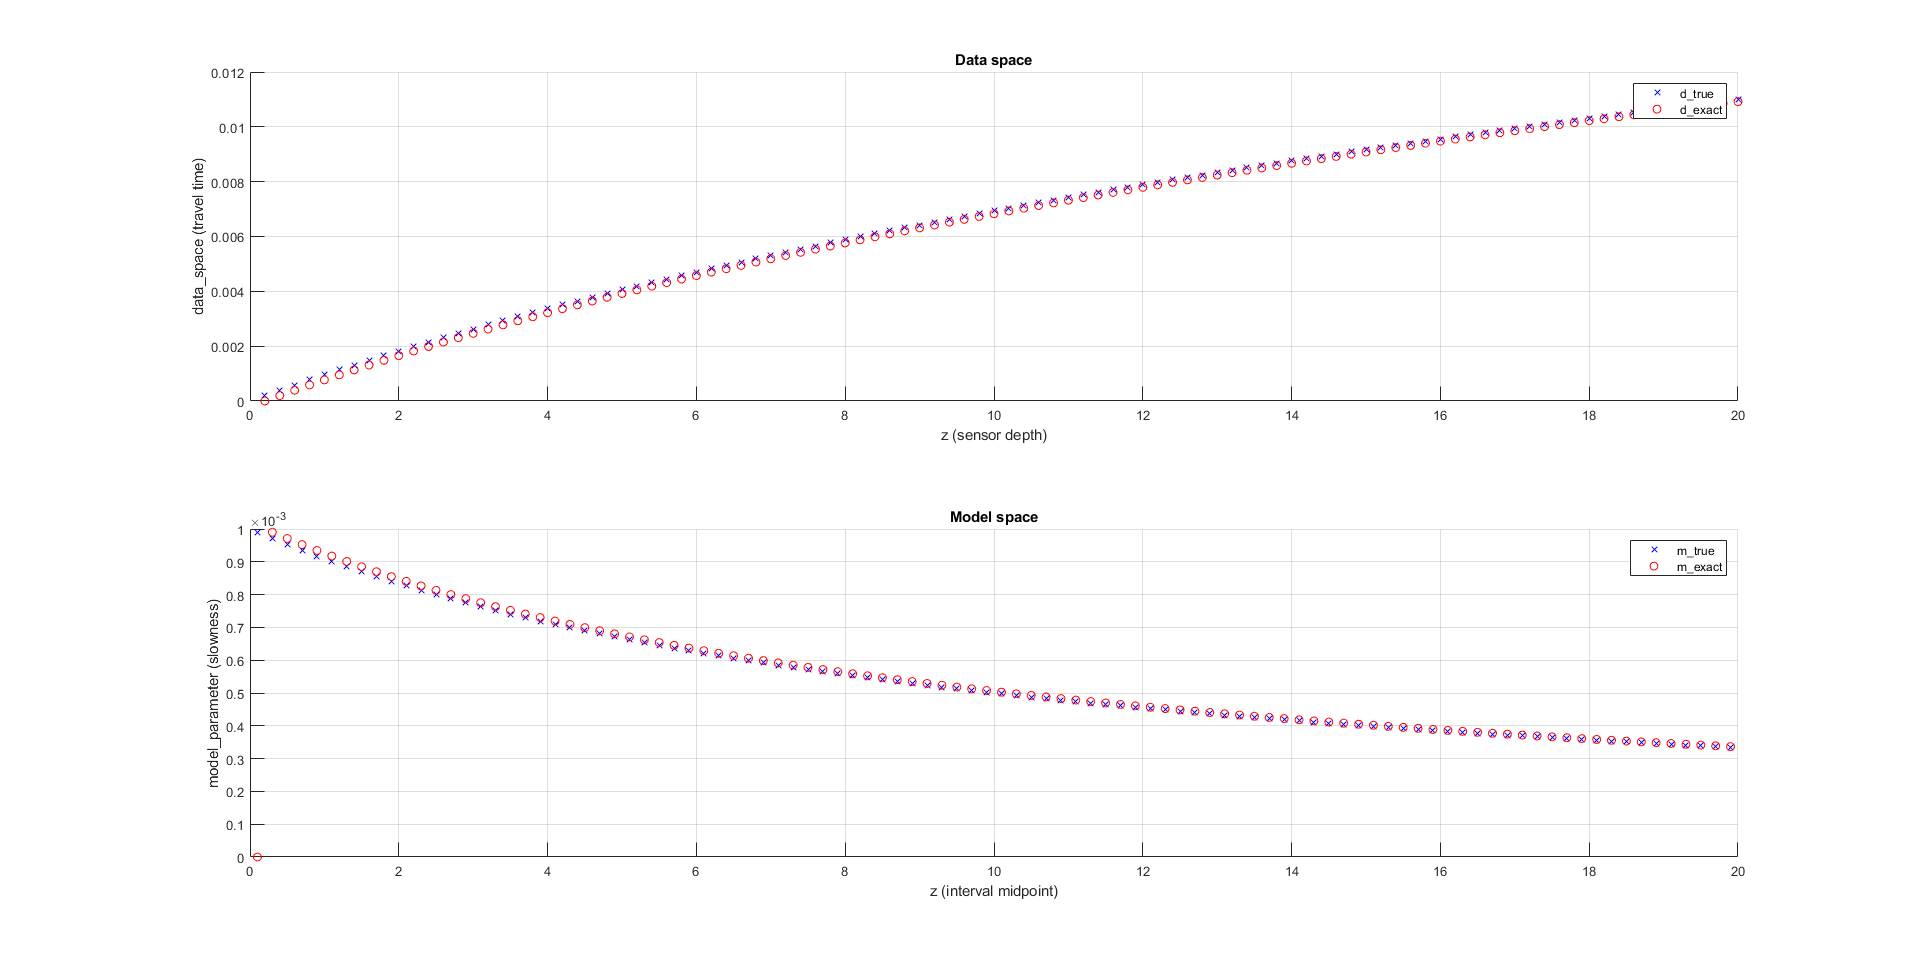 Data space
0.012
0.01
0.008
0.006
0.004
0.002
0
data_space (travel time)
d_true
d_exact
0 2 4 6 8 10 12 14 16 18 20
z (sensor depth)
Model space
×10-3
1
0.9
0.8
0.7
0.6
0.5
0.4
0.3
0.2
0.1
0
model_parameter (slowness)
m_true
m_exact
0 2 4 6 8 10 12 14 16 18 20
z (interval midpoint)